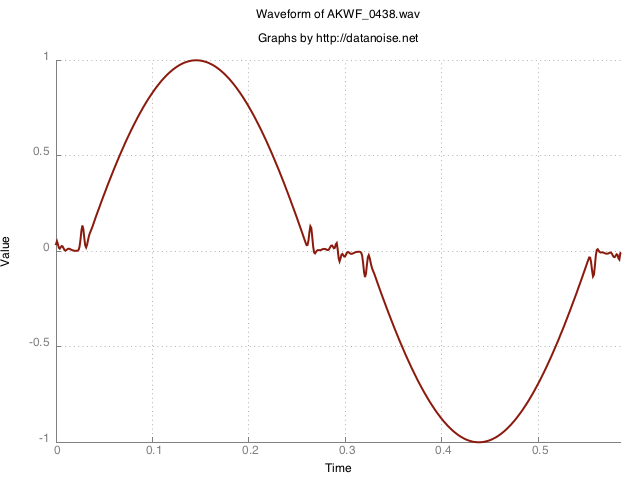 Waveform of AKWF_0438.wav
Graphs by http://datanoise.net
1
0.5
0
-0.5
-1
Value
0 0.1 0.2 0.3 0.4 0.5
Time